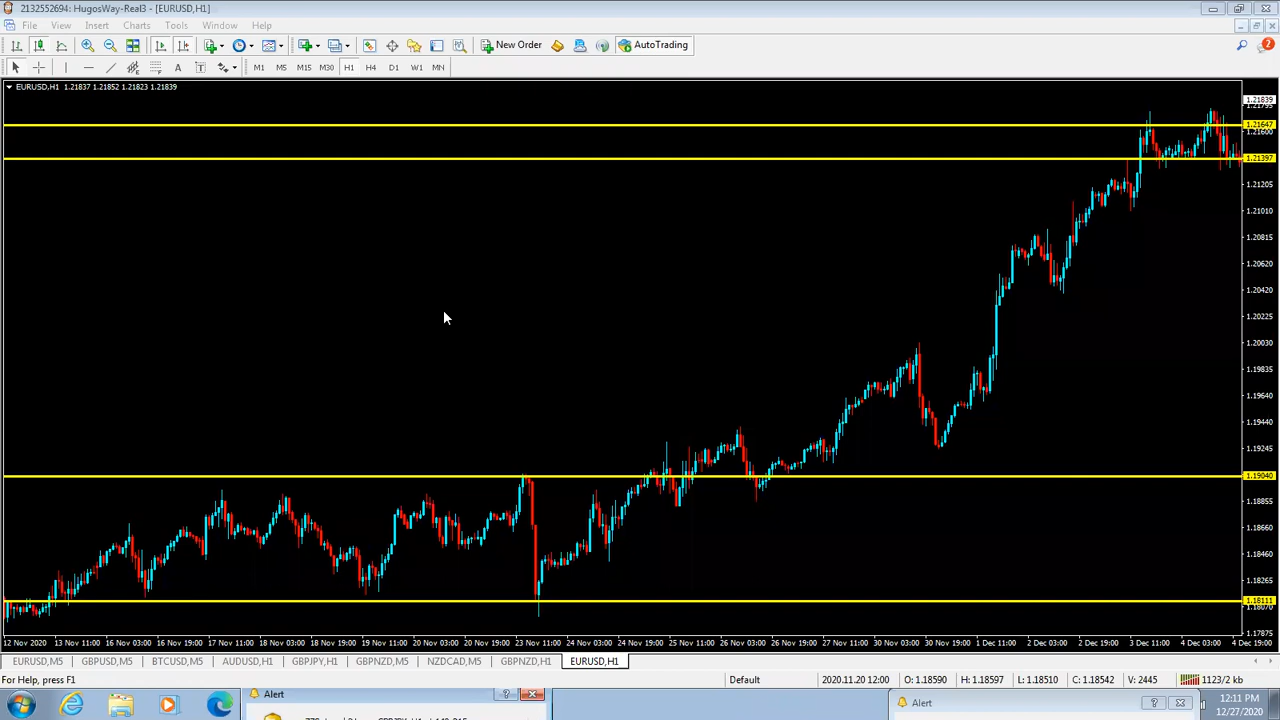 2132552694: HugosWay-Real3 - [EURUSD,H1]
File View Insert Charts Tools Window Help
New Order AutoTrading
M1 M5 M15 M30 H1 H4 D1 W1 MN
EURUSD,H1 1.21837 1.21852 1.21823 1.21839
1.21839
1.21647
1.21600
1.21397
1.21205
1.21010
1.20815
1.20620
1.20420
1.20225
1.20030
1.19835
1.19640
1.19440
1.19245
1.19040
1.18855
1.18660
1.18460
1.18265
1.18111
1.18070
1.17875
12 Nov 2020 13 Nov 11:00 16 Nov 03:00 16 Nov 19:00 17 Nov 11:00 18 Nov 03:00 18 Nov 19:00 19 Nov 11:00 20 Nov 03:00 20 Nov 19:00 23 Nov 11:00 24 Nov 03:00 24 Nov 19:00 25 Nov 11:00 26 Nov 03:00 26 Nov 19:00 27 Nov 11:00 30 Nov 03:00 30 Nov 19:00 1 Dec 11:00 2 Dec 03:00 2 Dec 19:00 3 Dec 11:00 4 Dec 03:00 4 Dec 19:00
EURUSD,M5 GBPUSD,M5 BTCUSD,M5 AUDUSD,H1 GBPJPY,H1 GBPNZD,M5 NZDCAD,M5 GBPNZD,H1 EURUSD,H1
For Help, press F1 Default 2020.11.20 12:00 O: 1.18590 H: 1.18597 L: 1.18510 C: 1.18542 V: 2445 1123/2 kb
Alert
Alert
12:11 PM
12/27/2020
2